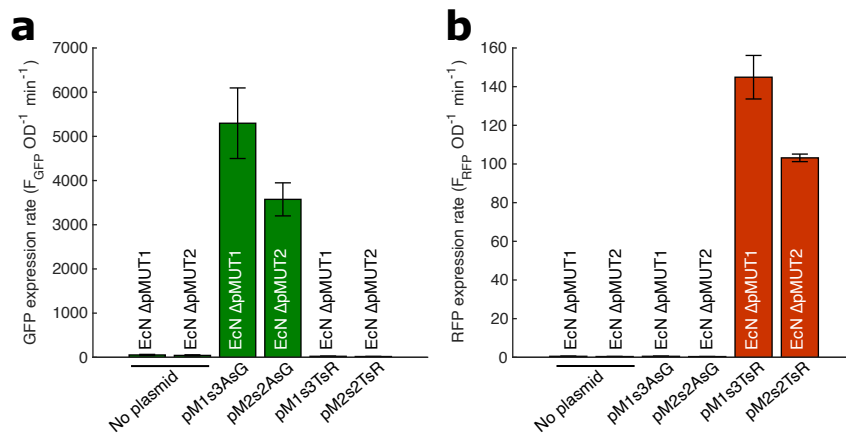 a
GFP expression rate (F_GFP OD⁻¹ min⁻¹)
7000
6000
5000
4000
3000
2000
1000
0
EcN ΔpMUT1
EcN ΔpMUT2
EcN ΔpMUT1
EcN ΔpMUT2
EcN ΔpMUT1
EcN ΔpMUT2
No plasmid
pM1s3AsG
pM2s2AsG
pM1s3TsR
pM2s2TsR
b
RFP expression rate (F_RFP OD⁻¹ min⁻¹)
160
140
120
100
80
60
40
20
0
EcN ΔpMUT1
EcN ΔpMUT2
EcN ΔpMUT1
EcN ΔpMUT2
EcN ΔpMUT1
EcN ΔpMUT2
No plasmid
pM1s3AsG
pM2s2AsG
pM1s3TsR
pM2s2TsR